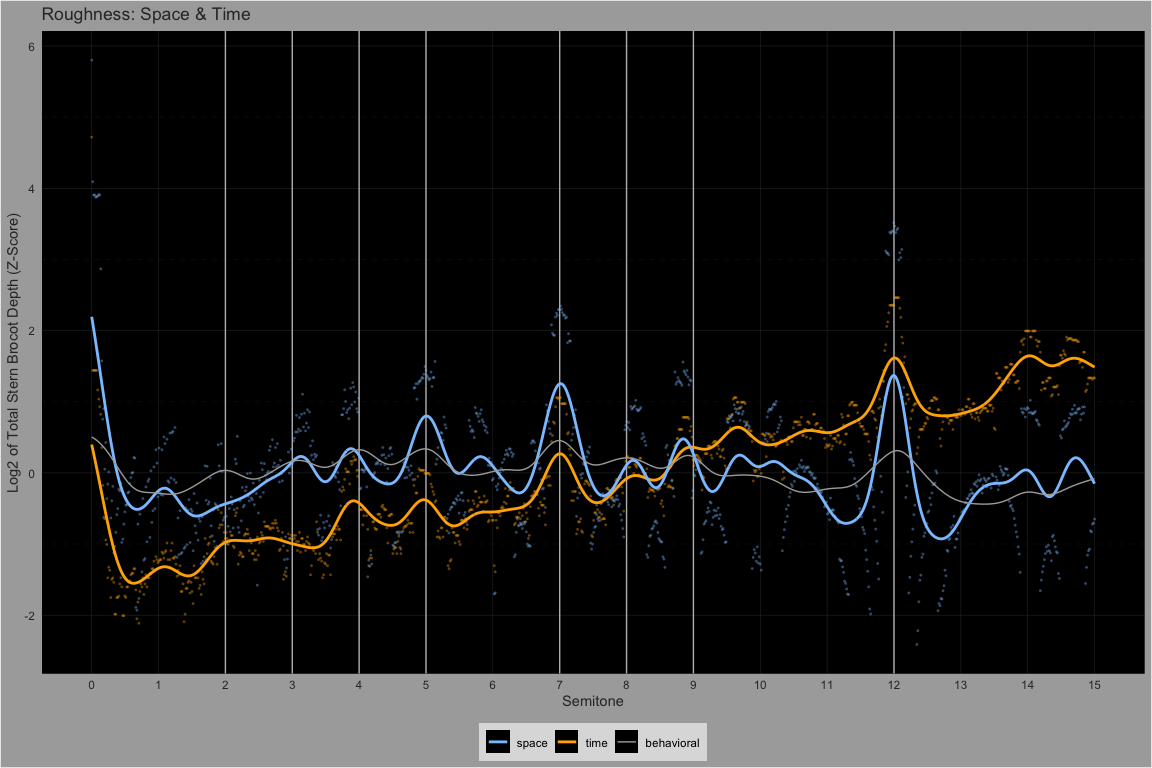 Roughness: Space & Time
Log2 of Total Stern Brocot Depth (Z-Score)
6
4
2
0
-2
0 1 2 3 4 5 6 7 8 9 10 11 12 13 14 15
Semitone
space time behavioral